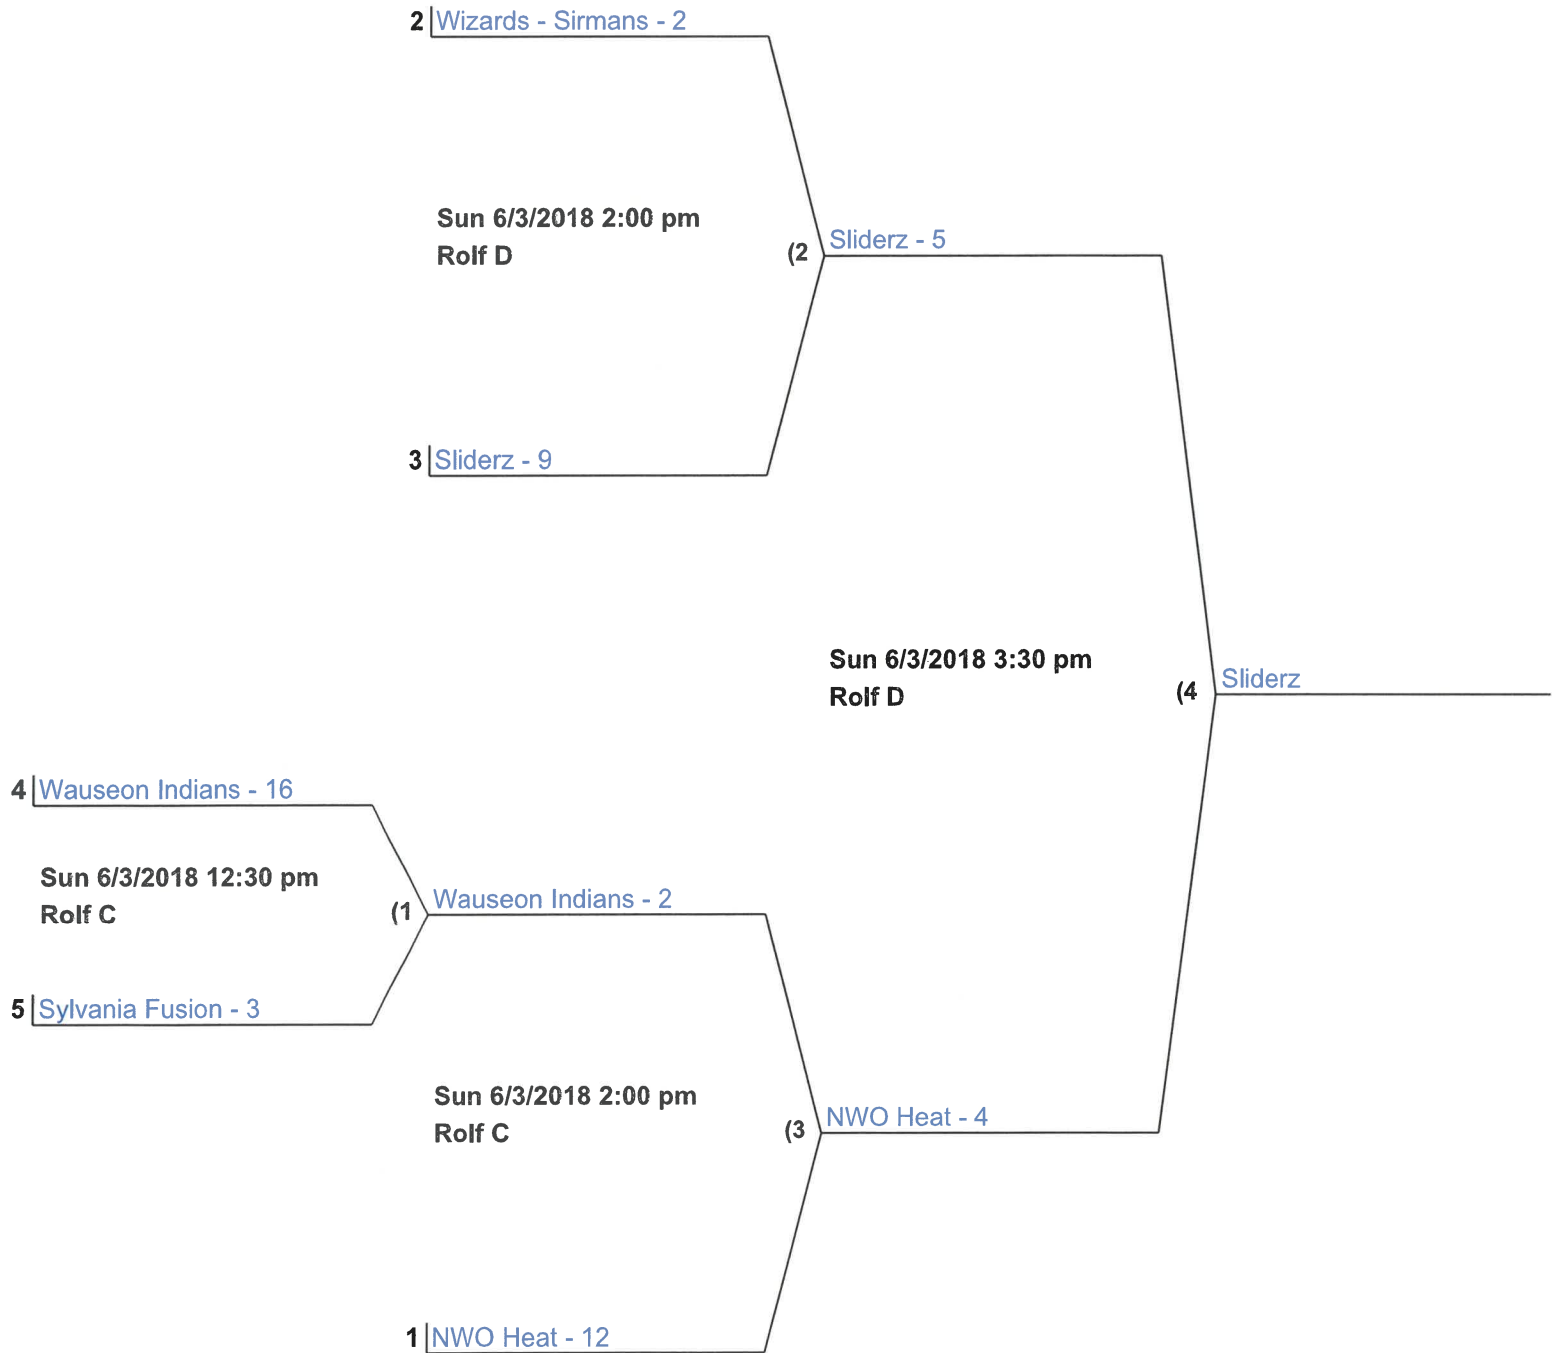 2 Wizards - Sirmans - 2
Sun 6/3/2018 2:00 pm
Rolf D
(2 Sliderz - 5
3 Sliderz - 9
Sun 6/3/2018 3:30 pm
Rolf D
(4 Sliderz
4 Wauseon Indians - 16
Sun 6/3/2018 12:30 pm
Rolf C
(1 Wauseon Indians - 2
5 Sylvania Fusion - 3
Sun 6/3/2018 2:00 pm
Rolf C
(3 NWO Heat - 4
1 NWO Heat - 12